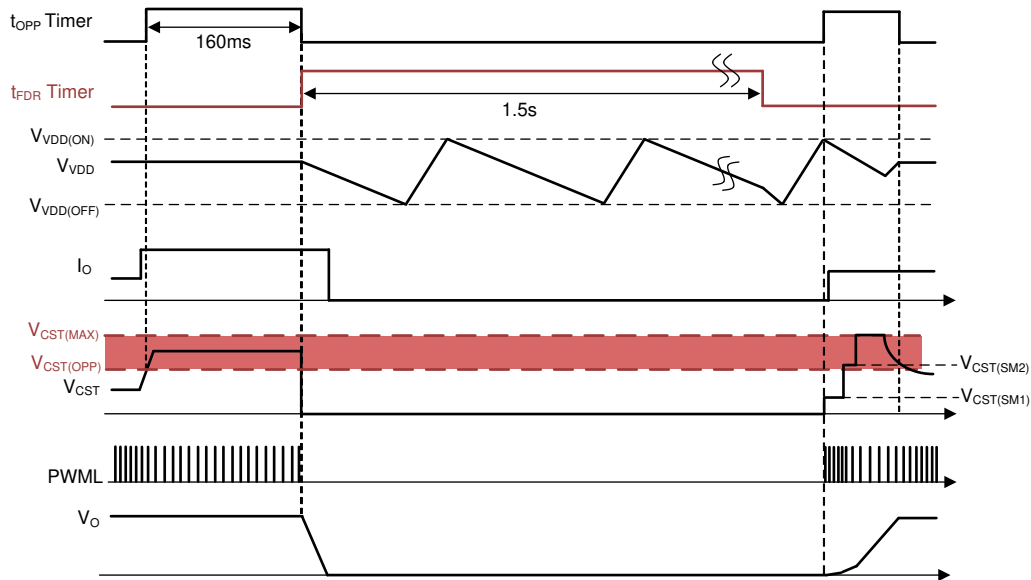 tOPP Timer
160ms
tFDR Timer
1.5s
VVDD(ON)
VVDD
VVDD(OFF)
IO
VCST(MAX)
VCST(OPP)
VCST
VCST(SM2)
VCST(SM1)
PWML
VO